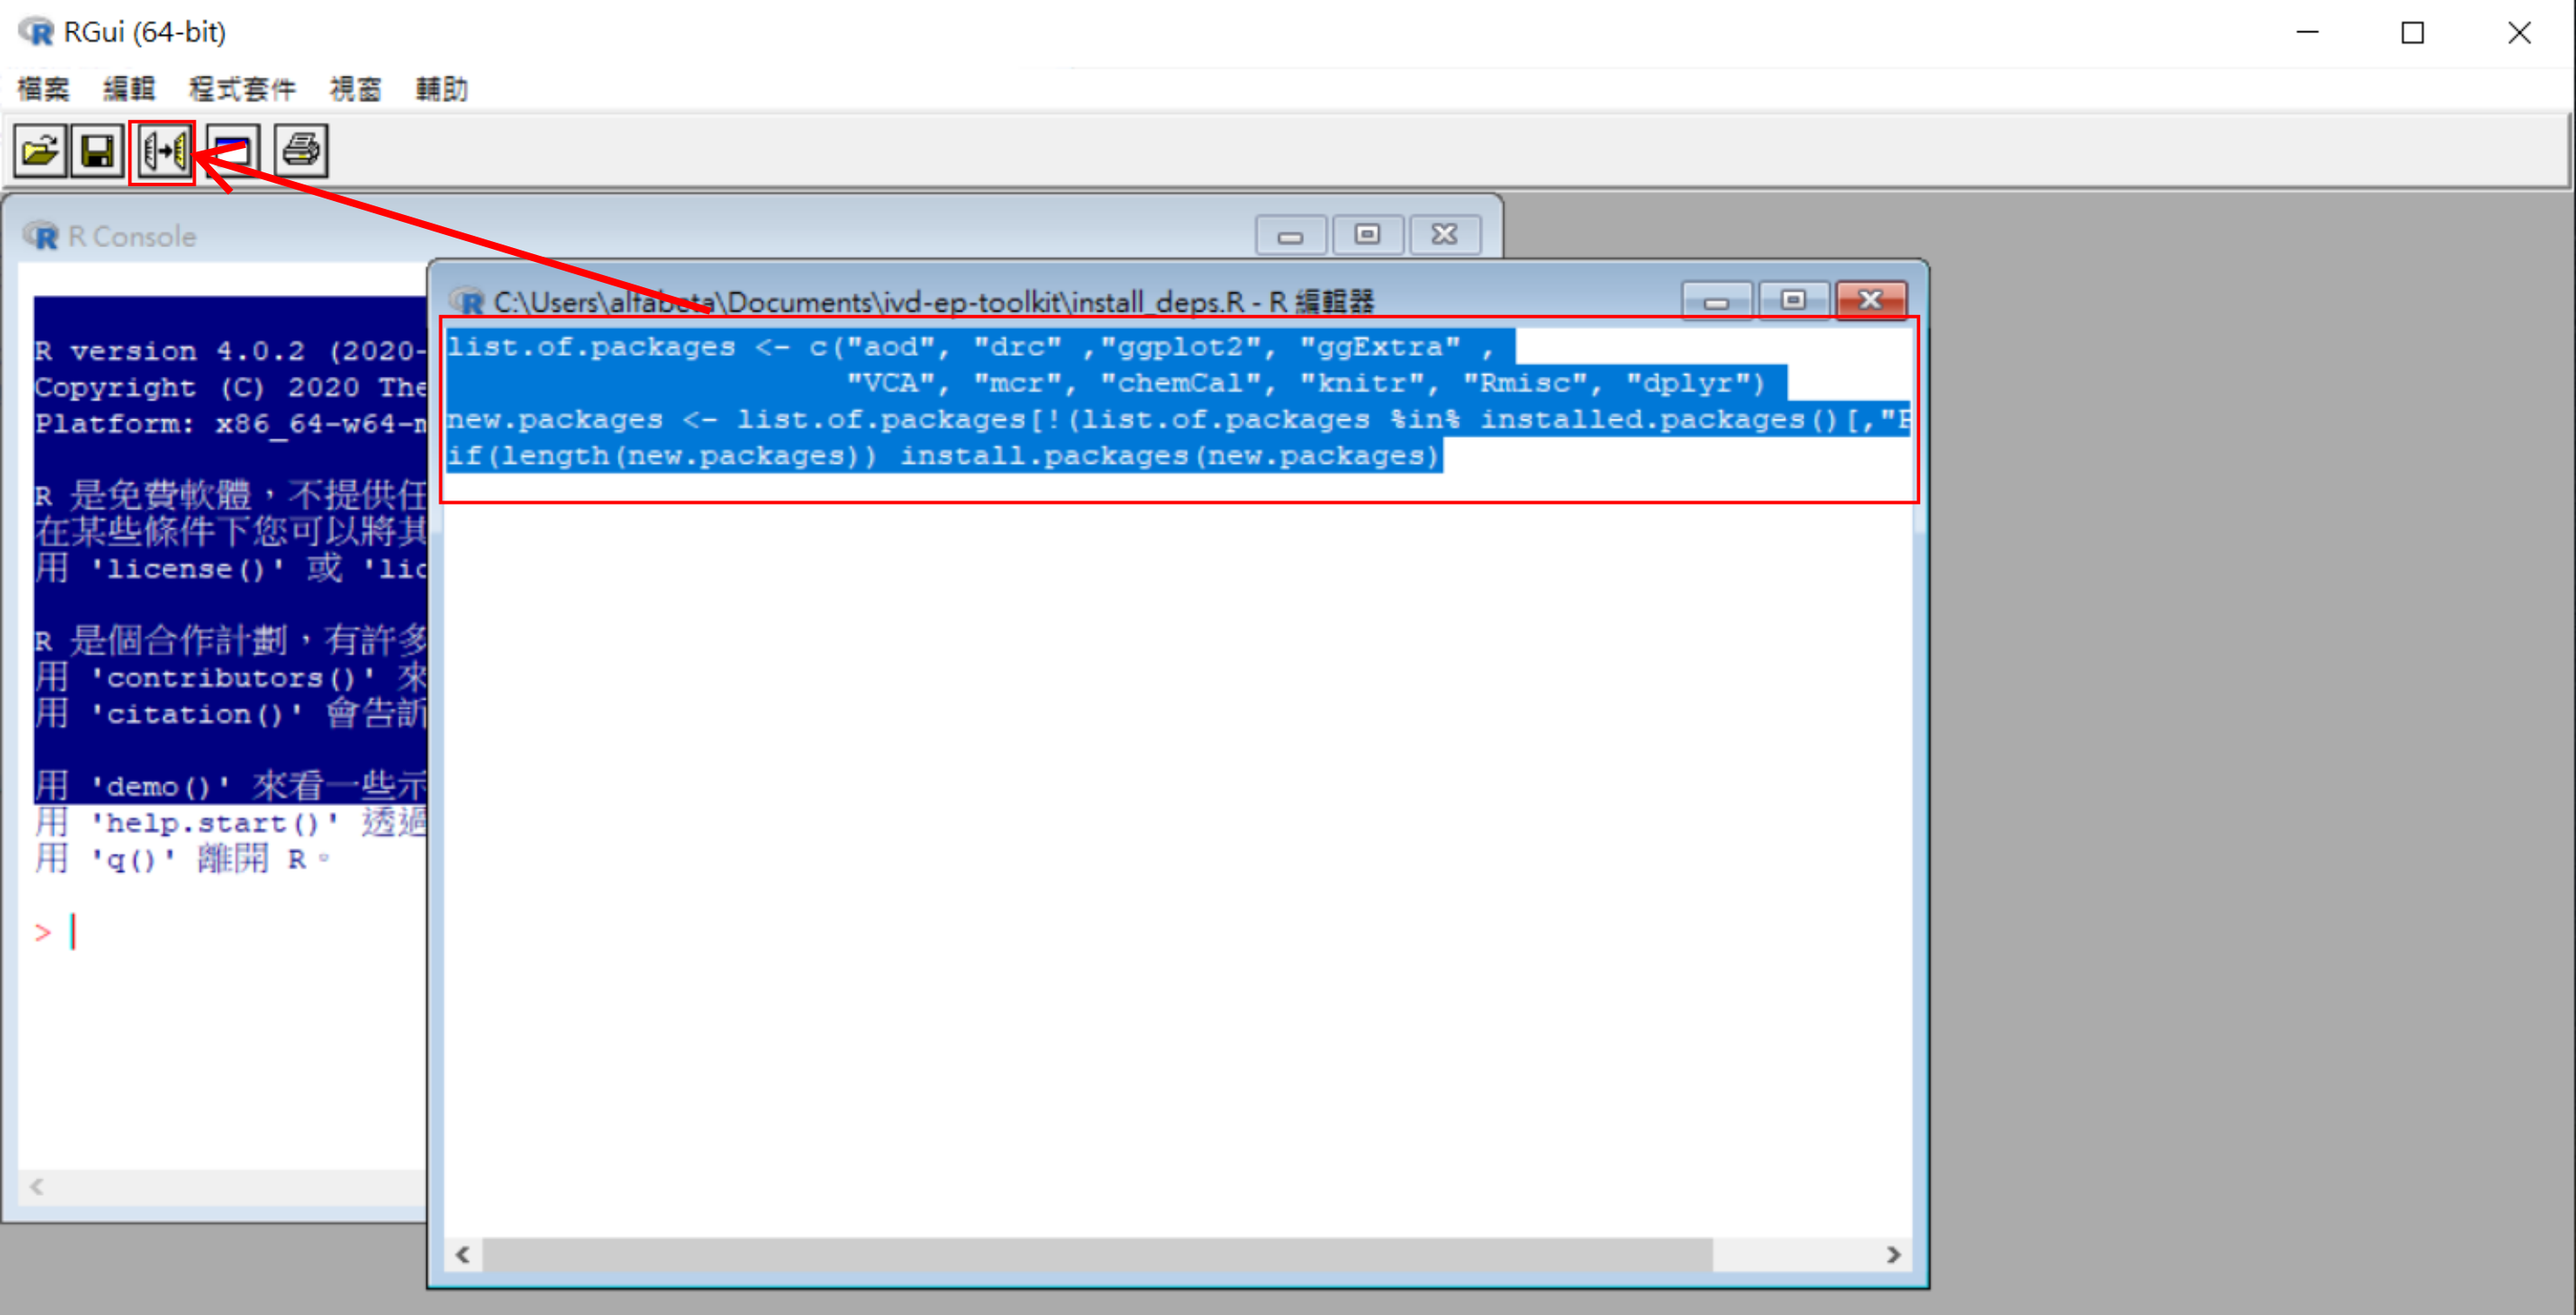 RGui (64-bit)
檔案 編輯 程式套件 視窗 輔助
R Console
R version 4.0.2 (2020-
Copyright (C) 2020 The
Platform: x86_64-w64-m
R 是免費軟體，不提供任
在某些條件下您可以將其
用 'license()' 或 'lic
R 是個合作計劃，有許多
用 'contributors()' 來
用 'citation()' 會告訴
用 'demo()' 來看一些示
用 'help.start()' 透過
用 'q()' 離開 R。
>
C:\Users\alfabeta\Documents\ivd-ep-toolkit\install_deps.R - R 編輯器
list.of.packages <- c("aod", "drc" ,"ggplot2", "ggExtra" ,
"VCA", "mcr", "chemCal", "knitr", "Rmisc", "dplyr")
new.packages <- list.of.packages[!(list.of.packages %in% installed.packages()[,"P
if(length(new.packages)) install.packages(new.packages)